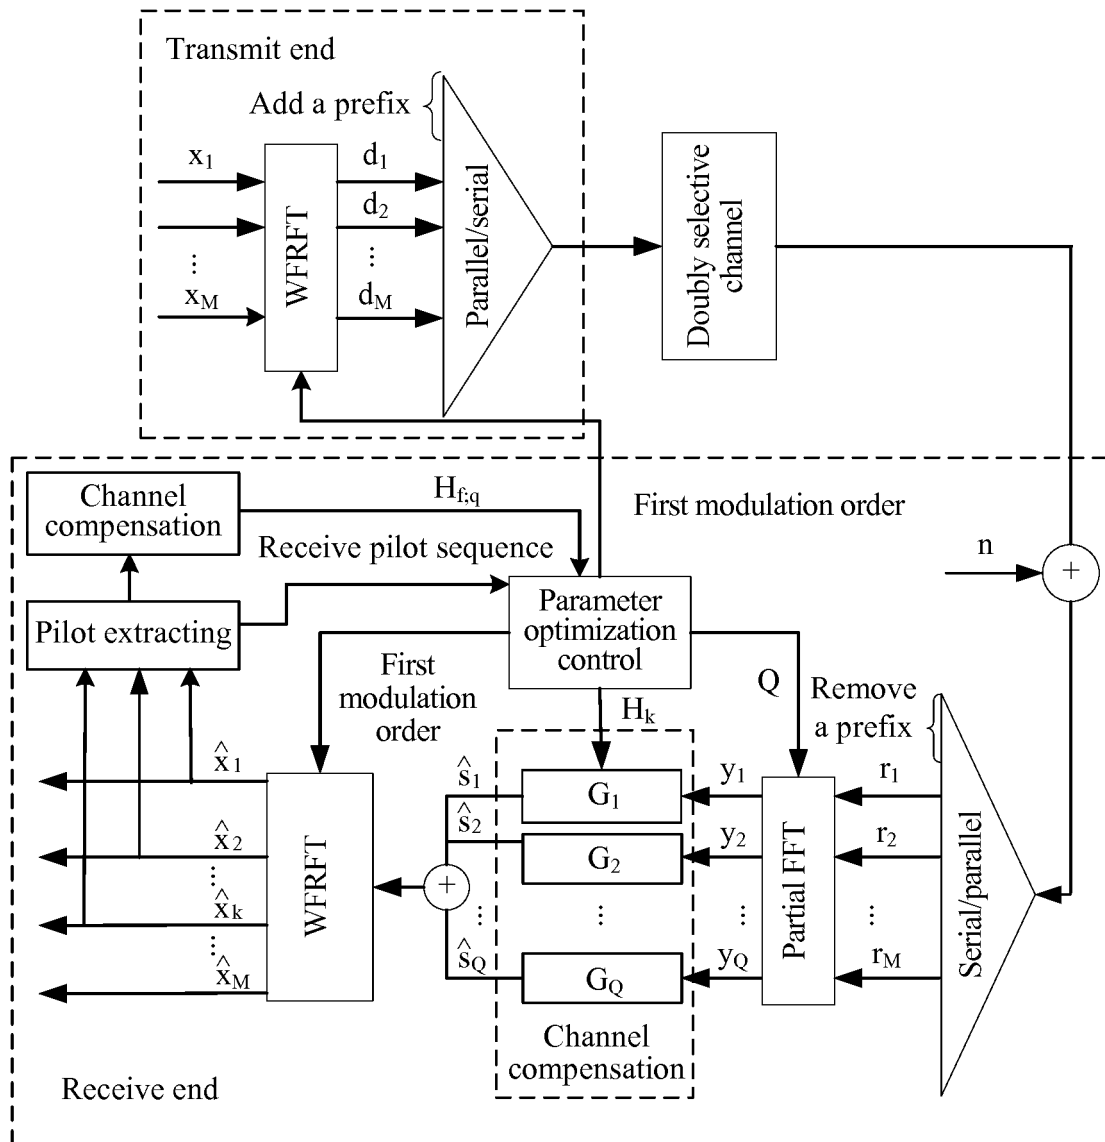 Transmit end
Add a prefix
x1
d1
d2
...
...
xM
dM
WFRFT
Parallel/serial
Doubly selective
channel
Channel
compensation
Hf;q
First modulation order
Receive pilot sequence
n
+
Pilot extracting
Parameter
optimization
control
First
modulation
order
Q
Remove
a prefix
Hk
x̂1
ŝ1
G1
y1
r1
x̂2
ŝ2
G2
y2
r2
...
x̂k
+
...
...
...
...
...
x̂M
ŝQ
GQ
yQ
rM
WFRFT
Partial FFT
Serial/parallel
Channel
compensation
Receive end